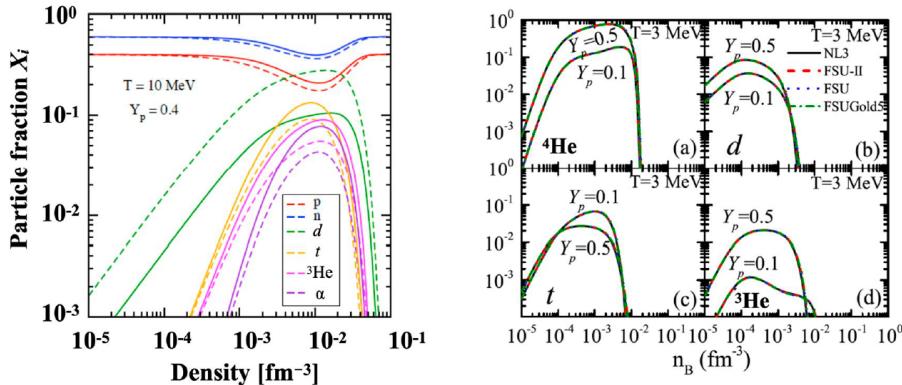 Particle fraction X_i
10^0
10^-1
10^-2
10^-3
T = 10 MeV
Y_p = 0.4
p
n
d
t
^3He
α
10^-5
10^-4
10^-3
10^-2
10^-1
Density [fm^-3]
10^0
10^-1
10^-2
10^-3
10^0
10^-1
10^-2
10^-3
T=3 MeV
Y_p=0.5
Y_p=0.1
^4He
(a)
T=3 MeV
Y_p=0.5
Y_p=0.1
NL3
FSU-II
FSU
FSUGold5
d
(b)
T=3 MeV
Y_p=0.1
Y_p=0.5
t
(c)
T=3 MeV
Y_p=0.5
Y_p=0.1
^3He
(d)
10^-5
10^-4
10^-3
10^-2
10^-1
10^-5
10^-4
10^-3
10^-2
10^-1
10^0
n_B (fm^-3)